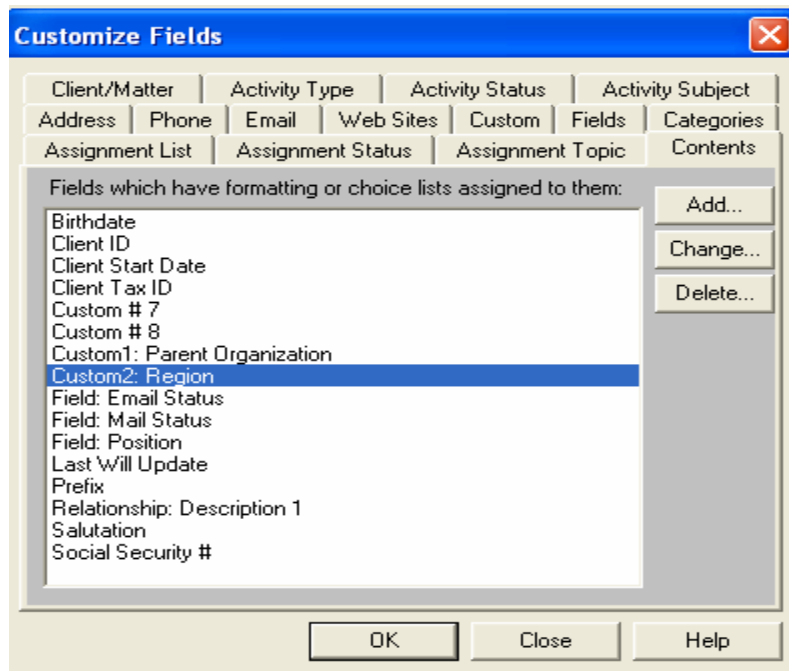 Customize Fields
Client/Matter Activity Type Activity Status Activity Subject
Address Phone Email Web Sites Custom Fields Categories
Assignment List Assignment Status Assignment Topic Contents
Fields which have formatting or choice lists assigned to them:
Add...
Change...
Delete...
Birthdate
Client ID
Client Start Date
Client Tax ID
Custom # 7
Custom # 8
Custom1: Parent Organization
Custom2: Region
Field: Email Status
Field: Mail Status
Field: Position
Last Will Update
Prefix
Relationship: Description 1
Salutation
Social Security #
OK Close Help